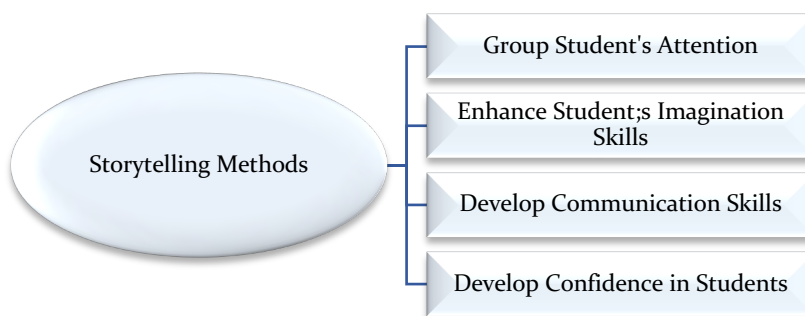 Storytelling Methods
Group Student's Attention
Enhance Student;s Imagination
Skills
Develop Communication Skills
Develop Confidence in Students